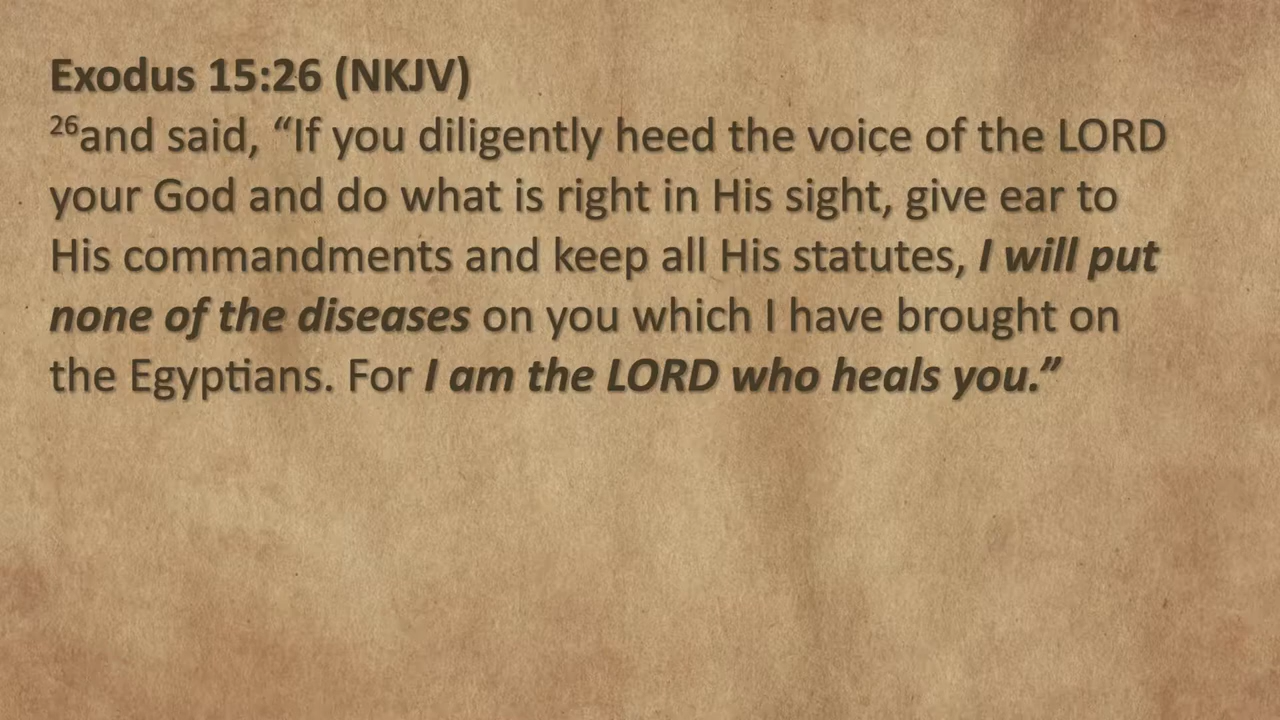 Exodus 15:26 (NKJV)
26and said, “If you diligently heed the voice of the LORD
your God and do what is right in His sight, give ear to
His commandments and keep all His statutes, I will put
none of the diseases on you which I have brought on
the Egyptians. For I am the LORD who heals you.”